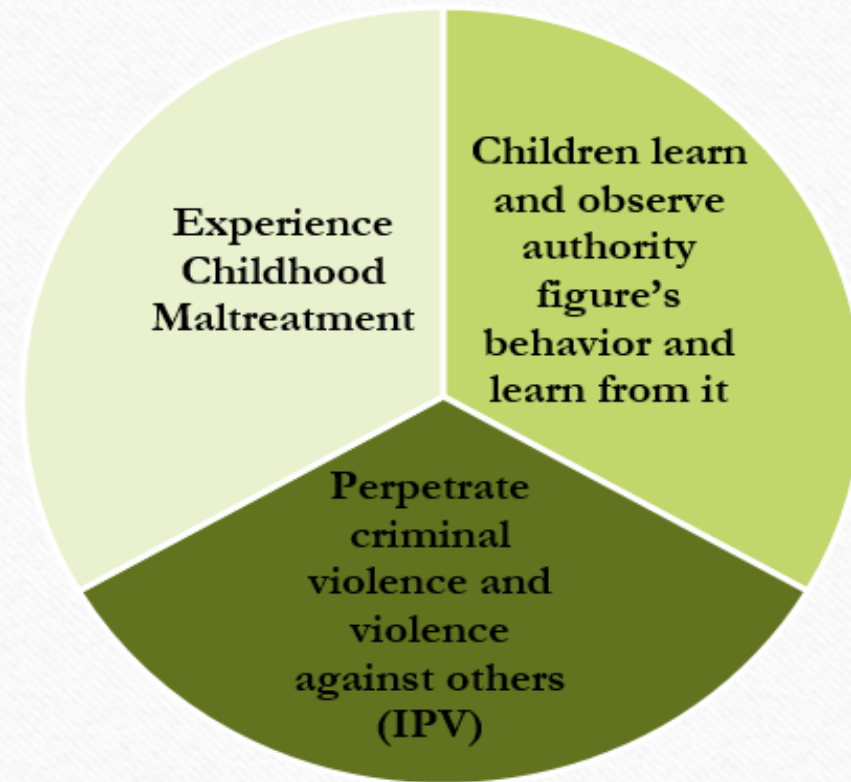 Experience
Childhood
Maltreatment
Children learn
and observe
authority
figure’s
behavior and
learn from it
Perpetrate
criminal
violence and
violence
against others
(IPV)